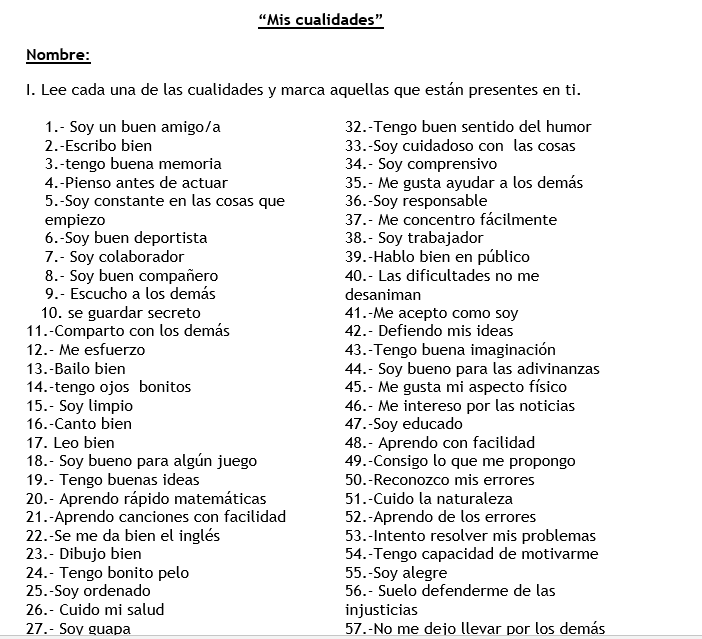 “Mis cualidades”
Nombre:
I. Lee cada una de las cualidades y marca aquellas que están presentes en ti.
1.- Soy un buen amigo/a
2.-Escribo bien
3.-tengo buena memoria
4.-Pienso antes de actuar
5.-Soy constante en las cosas que
empiezo
6.-Soy buen deportista
7.- Soy colaborador
8.- Soy buen compañero
9.- Escucho a los demás
10. se guardar secreto
11.-Comparto con los demás
12.- Me esfuerzo
13.-Bailo bien
14.-tengo ojos  bonitos
15.- Soy limpio
16.-Canto bien
17. Leo bien
18.- Soy bueno para algún juego
19.- Tengo buenas ideas
20.- Aprendo rápido matemáticas
21.-Aprendo canciones con facilidad
22.-Se me da bien el inglés
23.- Dibujo bien
24.- Tengo bonito pelo
25.-Soy ordenado
26.- Cuido mi salud
27.- Soy guapa
32.-Tengo buen sentido del humor
33.-Soy cuidadoso con  las cosas
34.- Soy comprensivo
35.- Me gusta ayudar a los demás
36.-Soy responsable
37.- Me concentro fácilmente
38.- Soy trabajador
39.-Hablo bien en público
40.- Las dificultades no me
desaniman
41.-Me acepto como soy
42.- Defiendo mis ideas
43.-Tengo buena imaginación
44.- Soy bueno para las adivinanzas
45.- Me gusta mi aspecto físico
46.- Me intereso por las noticias
47.-Soy educado
48.- Aprendo con facilidad
49.-Consigo lo que me propongo
50.-Reconozco mis errores
51.-Cuido la naturaleza
52.-Aprendo de los errores
53.-Intento resolver mis problemas
54.-Tengo capacidad de motivarme
55.-Soy alegre
56.- Suelo defenderme de las
injusticias
57.-No me dejo llevar por los demás